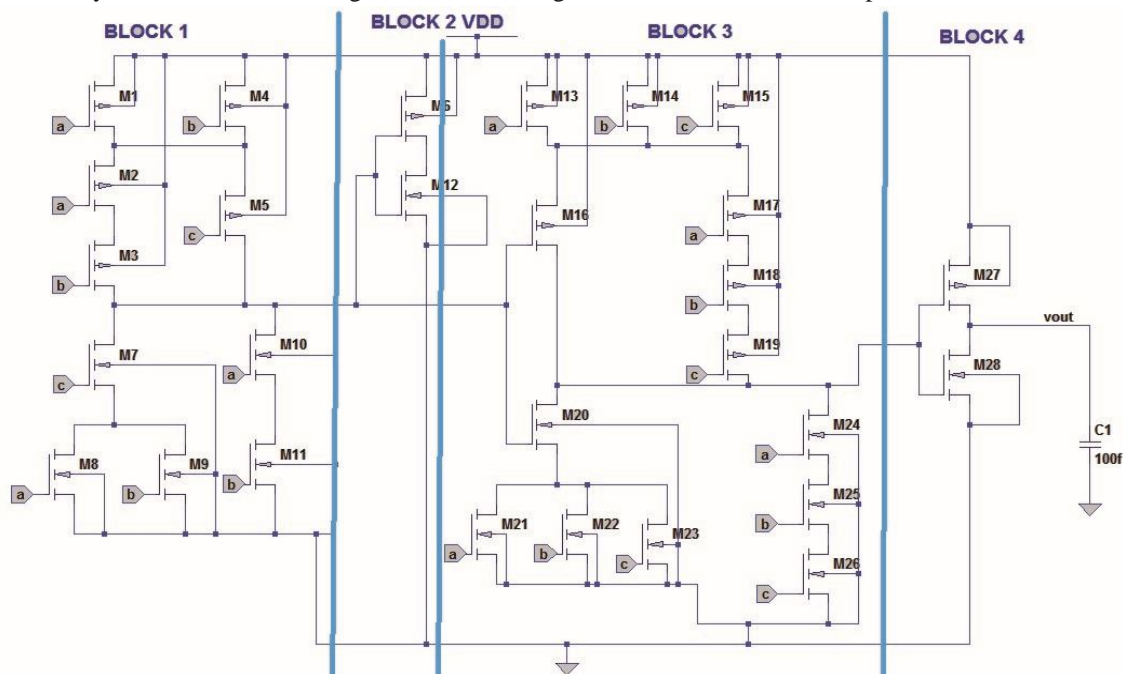 BLOCK 1
BLOCK 2 VDD
BLOCK 3
BLOCK 4
M1
M4
M6
M13
M14
M15
a
b
a
b
c
M2
M5
M12
M16
M17
a
c
a
M3
M18
M27
b
b
vout
M7
M10
M19
c
a
c
M20
M28
M24
C1
100f
M8
M9
M11
a
a
b
b
M25
M21
M22
M23
b
a
b
c
M26
c